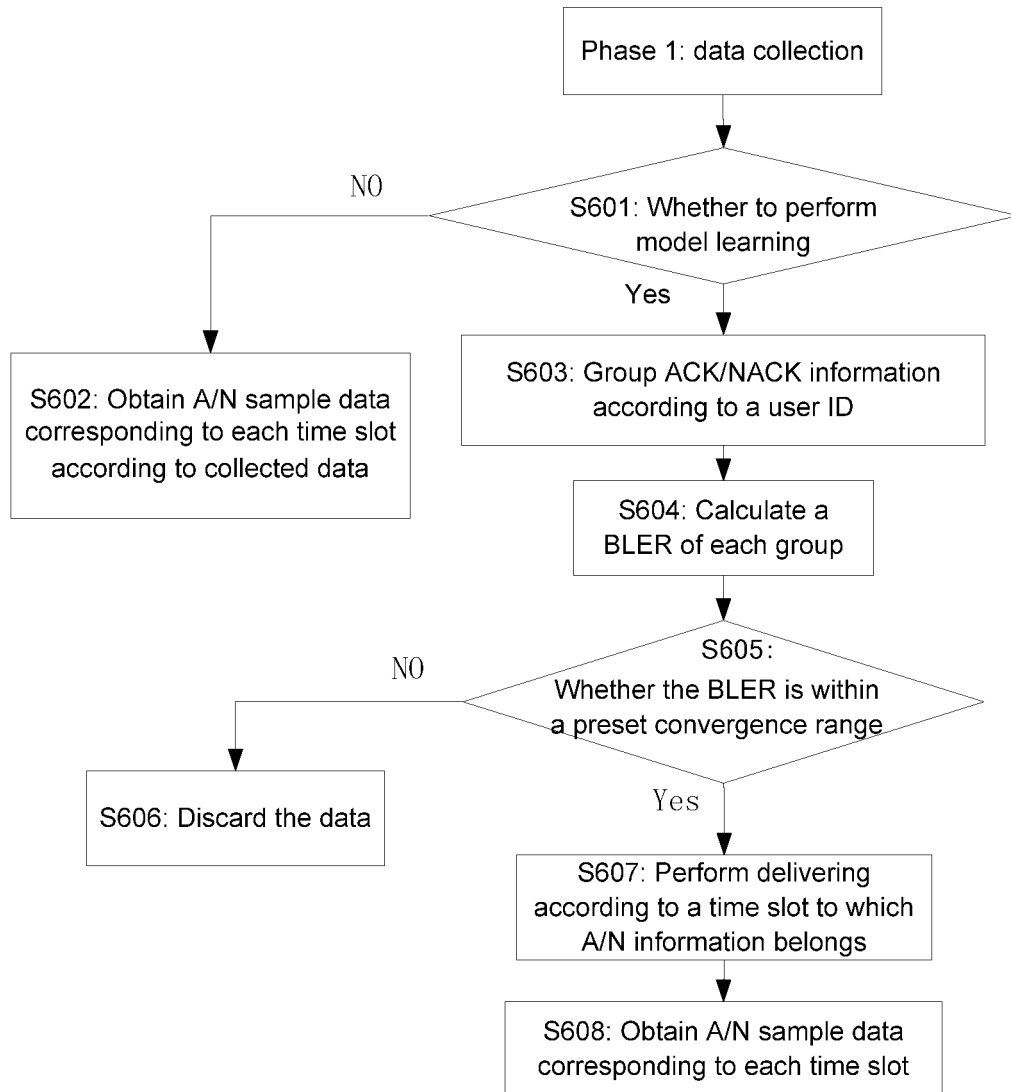 Phase 1: data collection
NO
S601: Whether to perform
model learning
Yes
S602: Obtain A/N sample data
corresponding to each time slot
according to collected data
S603: Group ACK/NACK information
according to a user ID
S604: Calculate a
BLER of each group
NO
S605:
Whether the BLER is within
a preset convergence range
S606: Discard the data
Yes
S607: Perform delivering
according to a time slot to which
A/N information belongs
S608: Obtain A/N sample data
corresponding to each time slot